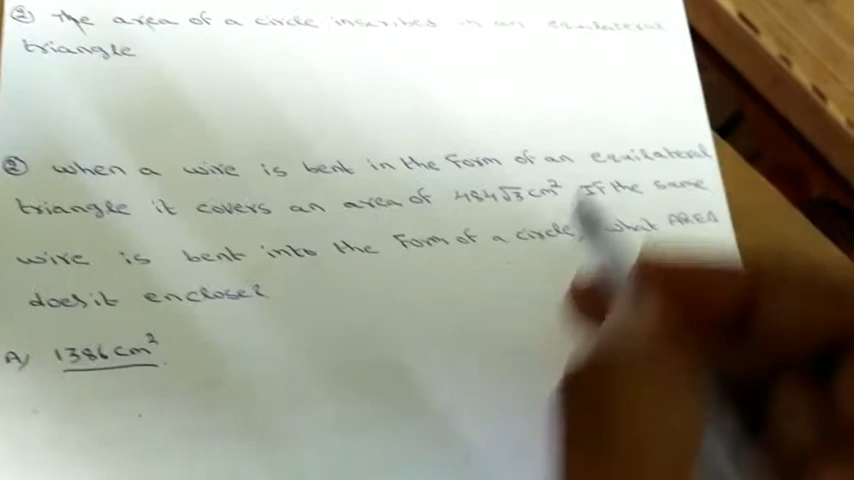 ② The area of a circle inscribed in an equilateral
triangle
② when a wire is bent in the form of an equilateral
triangle it covers an area of 484√3 cm² If the same
wire is bent into the form of a circle, what AREA
does it enclose?
A) 1386 cm²